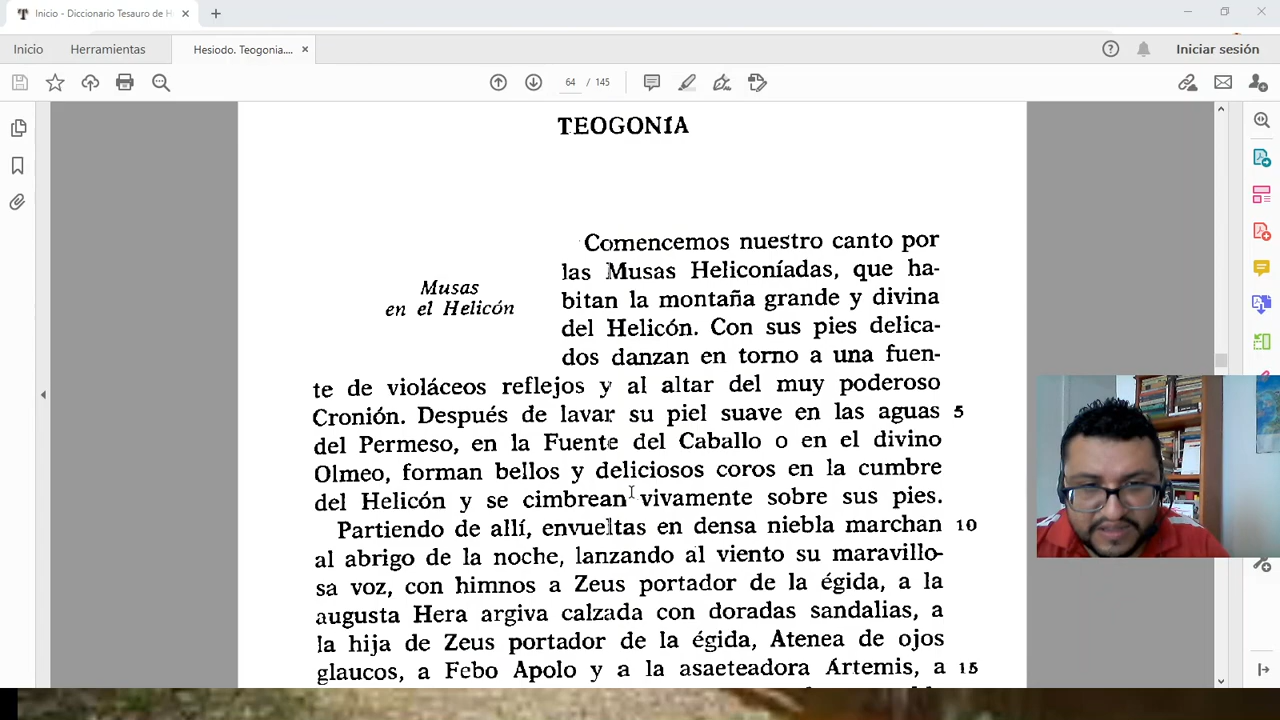 Inicio - Diccionario Tesauro de H
Inicio
Herramientas
Hesiodo. Teogonia....
Iniciar sesión
64 / 145
TEOGONIA
Musas
en el Helicón
Comencemos nuestro canto por
las Musas Heliconíadas, que ha-
bitan la montaña grande y divina
del Helicón. Con sus pies delica-
dos danzan en torno a una fuen-
te de violáceos reflejos y al altar del muy poderoso
Cronión. Después de lavar su piel suave en las aguas 5
del Permeso, en la Fuente del Caballo o en el divino
Olmeo, forman bellos y deliciosos coros en la cumbre
del Helicón y se cimbrean vivamente sobre sus pies.
Partiendo de allí, envueltas en densa niebla marchan 10
al abrigo de la noche, lanzando al viento su maravillo-
sa voz, con himnos a Zeus portador de la égida, a la
augusta Hera argiva calzada con doradas sandalias, a
la hija de Zeus portador de la égida, Atenea de ojos
glaucos, a Febo Apolo y a la asaeteadora Ártemis, a 15